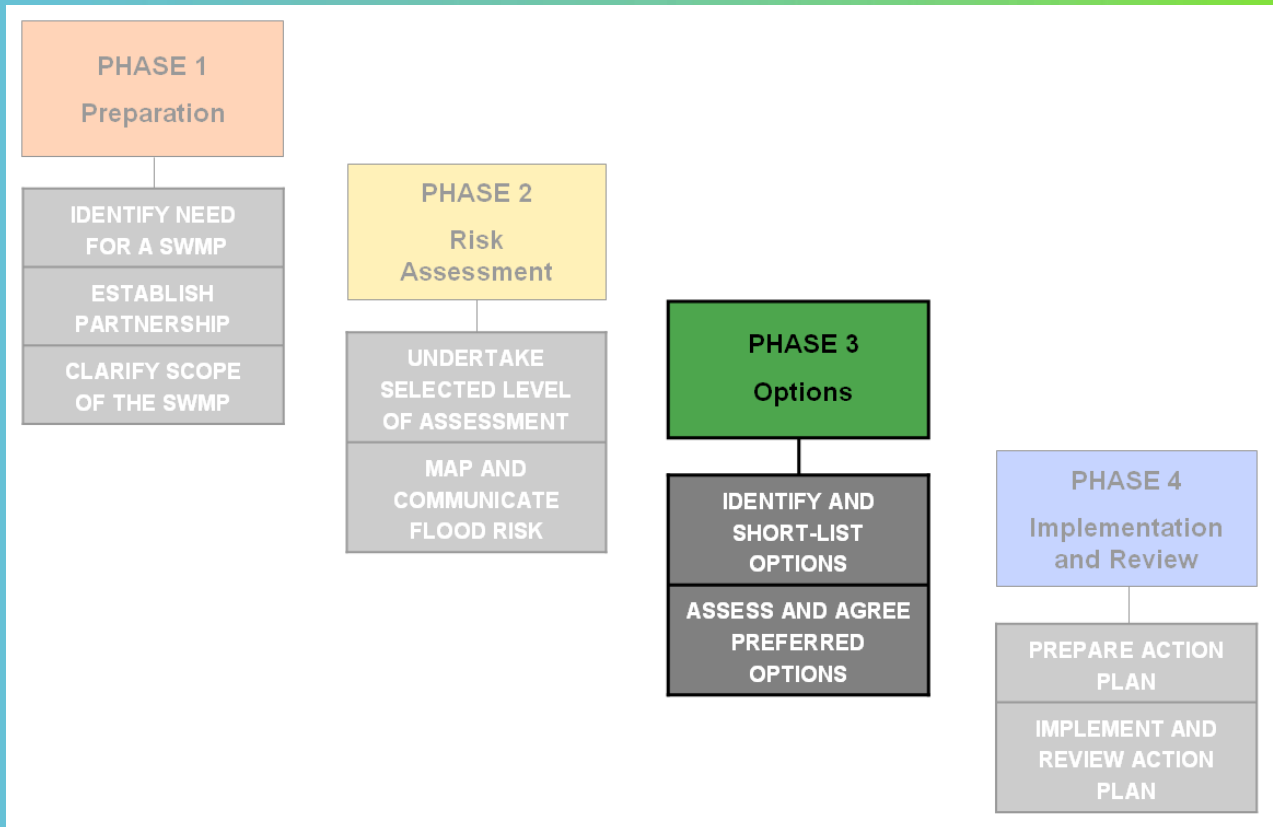 PHASE 1
Preparation
IDENTIFY NEED
FOR A SWMP
ESTABLISH
PARTNERSHIP
CLARIFY SCOPE
OF THE SWMP
PHASE 2
Risk
Assessment
UNDERTAKE
SELECTED LEVEL
OF ASSESSMENT
MAP AND
COMMUNICATE
FLOOD RISK
PHASE 3
Options
IDENTIFY AND
SHORT-LIST
OPTIONS
ASSESS AND AGREE
PREFERRED
OPTIONS
PHASE 4
Implementation
and Review
PREPARE ACTION
PLAN
IMPLEMENT AND
REVIEW ACTION
PLAN